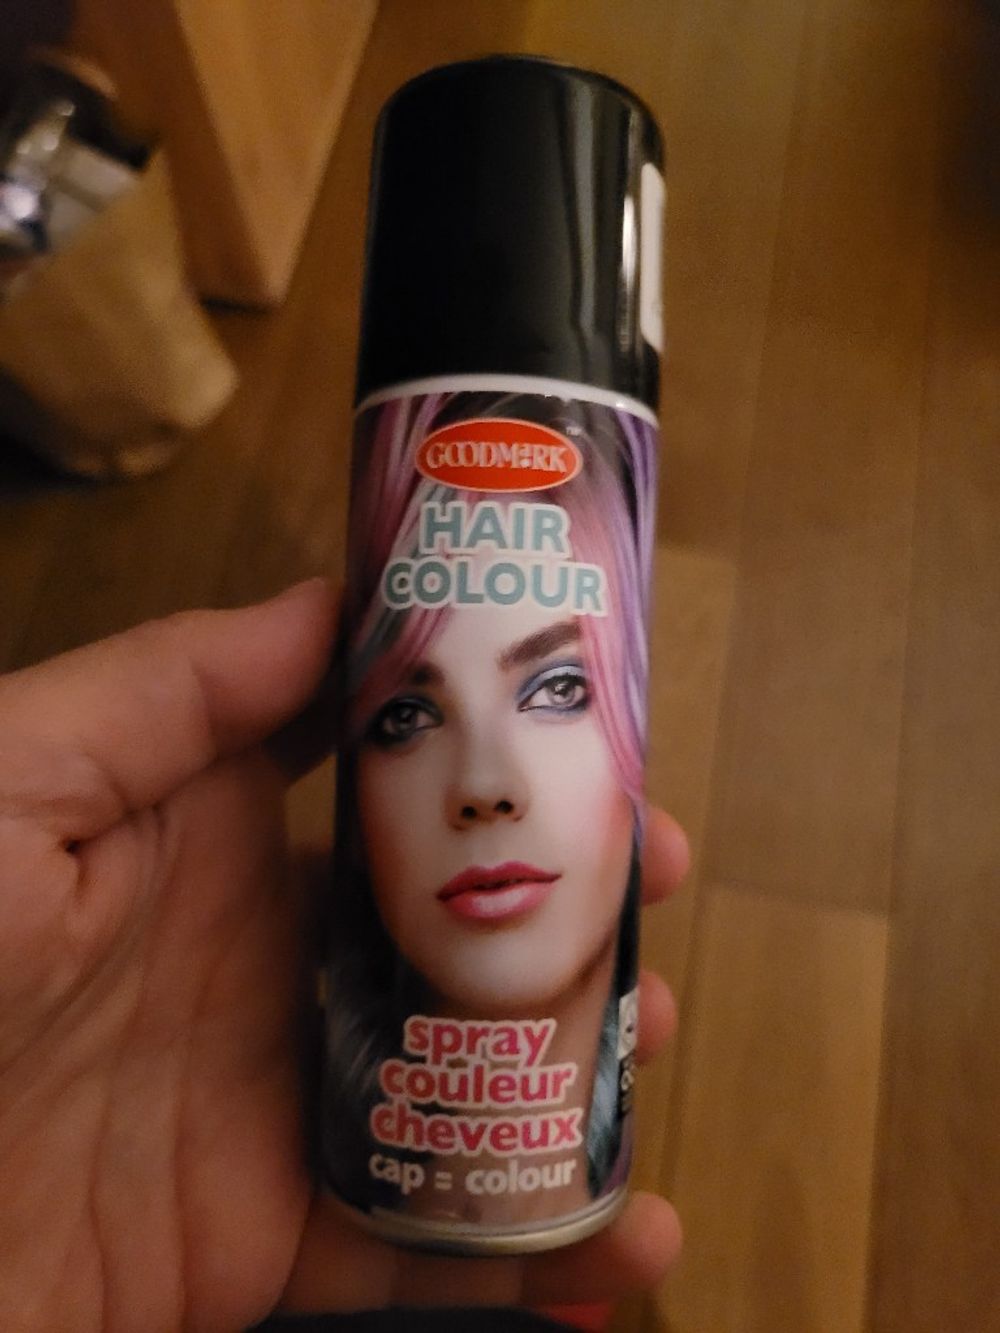 GOODMARK
HAIR
COLOUR
spray
couleur
cheveux
cap = colour